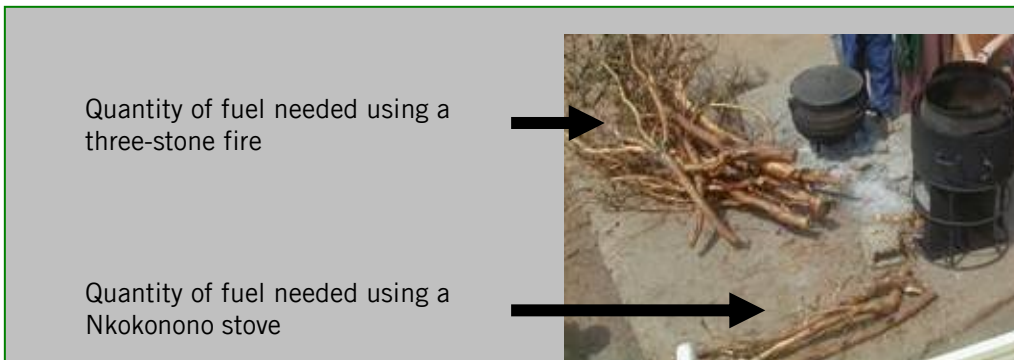 Quantity of fuel needed using a
three-stone fire
Quantity of fuel needed using a
Nkokonono stove